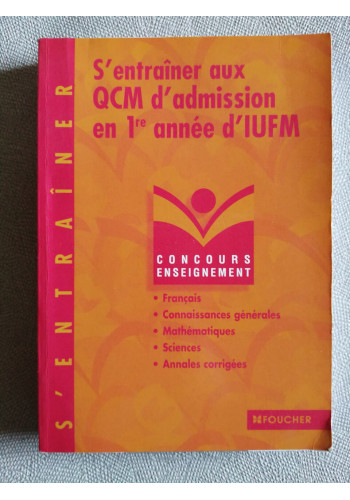 S'entraîner aux
QCM d'admission
en 1re année d'IUFM
S'ENTRAÎNER
CONCOURS
ENSEIGNEMENT
• Français
• Connaissances générales
• Mathématiques
• Sciences
• Annales corrigées
FOUCHER